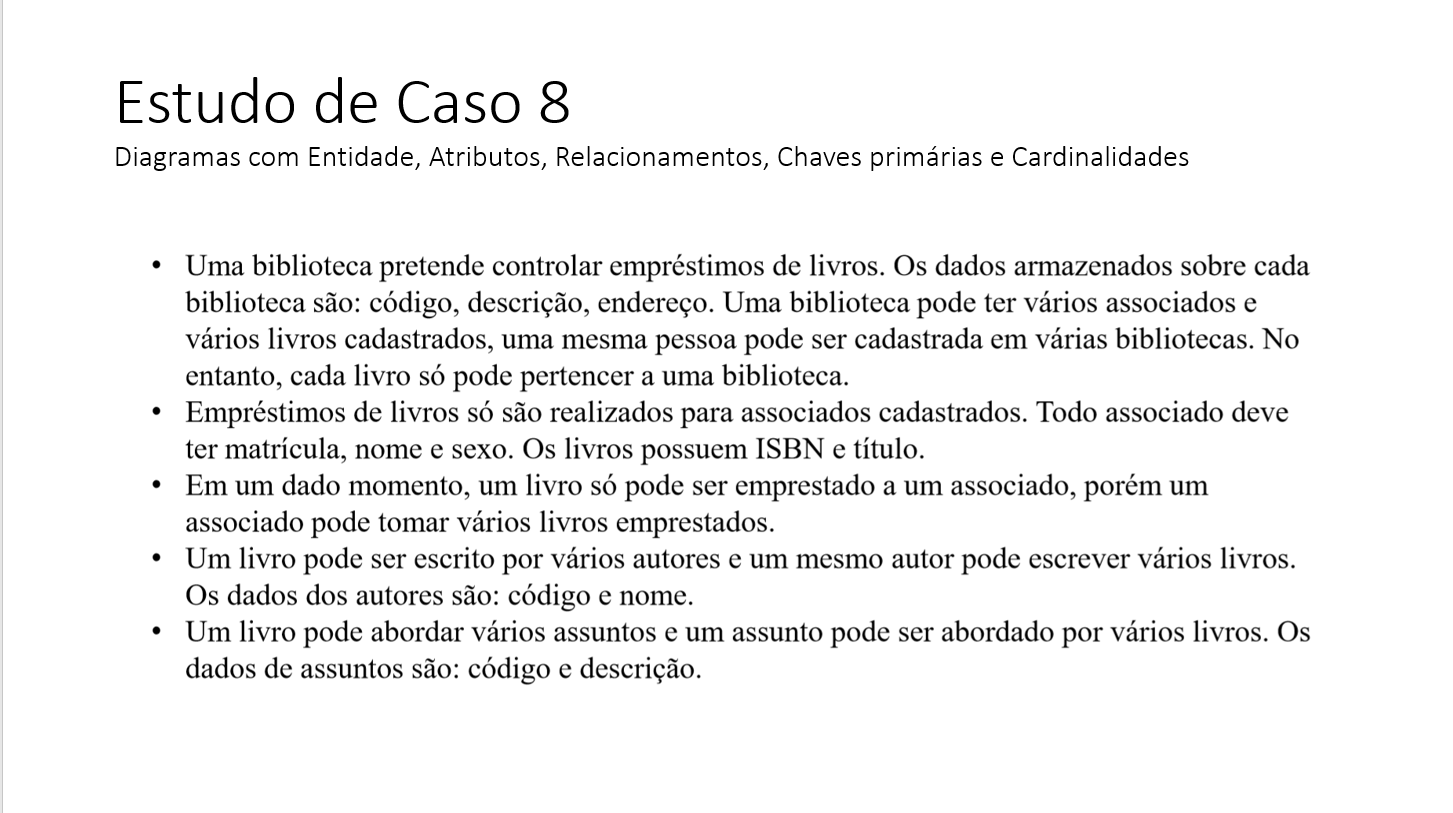 Estudo de Caso 8
Diagramas com Entidade, Atributos, Relacionamentos, Chaves primárias e Cardinalidades
• Uma biblioteca pretende controlar empréstimos de livros. Os dados armazenados sobre cada
biblioteca são: código, descrição, endereço. Uma biblioteca pode ter vários associados e
vários livros cadastrados, uma mesma pessoa pode ser cadastrada em várias bibliotecas. No
entanto, cada livro só pode pertencer a uma biblioteca.
• Empréstimos de livros só são realizados para associados cadastrados. Todo associado deve
ter matrícula, nome e sexo. Os livros possuem ISBN e título.
• Em um dado momento, um livro só pode ser emprestado a um associado, porém um
associado pode tomar vários livros emprestados.
• Um livro pode ser escrito por vários autores e um mesmo autor pode escrever vários livros.
Os dados dos autores são: código e nome.
• Um livro pode abordar vários assuntos e um assunto pode ser abordado por vários livros. Os
dados de assuntos são: código e descrição.